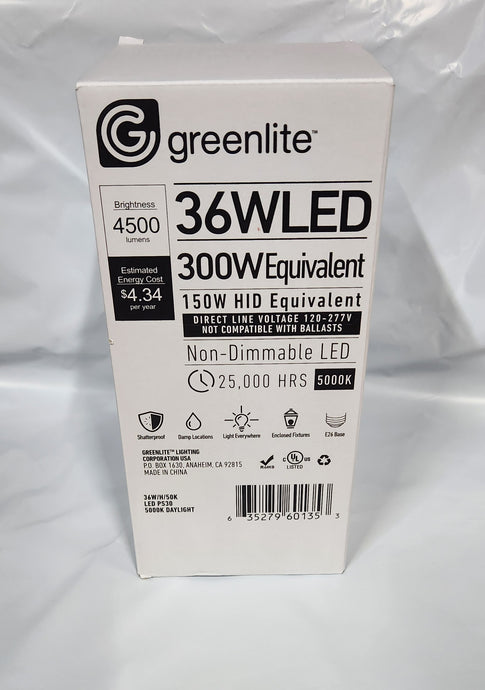 greenlite™
Brightness
4500
lumens
Estimated
Energy Cost
$4.34
per year
36WLED
300W Equivalent
150W HID Equivalent
DIRECT LINE VOLTAGE 120-277V
NOT COMPATIBLE WITH BALLASTS
Non-Dimmable LED
25,000 HRS 5000K
Shatterproof Damp Locations Light Everywhere Enclosed Fixtures E26 Base
GREENLITE™ LIGHTING
CORPORATION USA
P.O. BOX 1630, ANAHEIM, CA 92815
MADE IN CHINA
RoHS
c UL us
LISTED
36W/H/50K
LED PS30
5000K DAYLIGHT
6 35279 60135 3